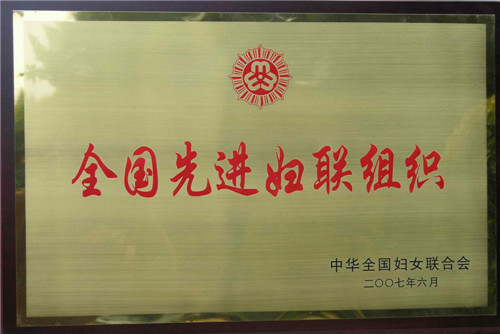 全国先进妇联组织
中华全国妇女联合会
二〇〇七年六月